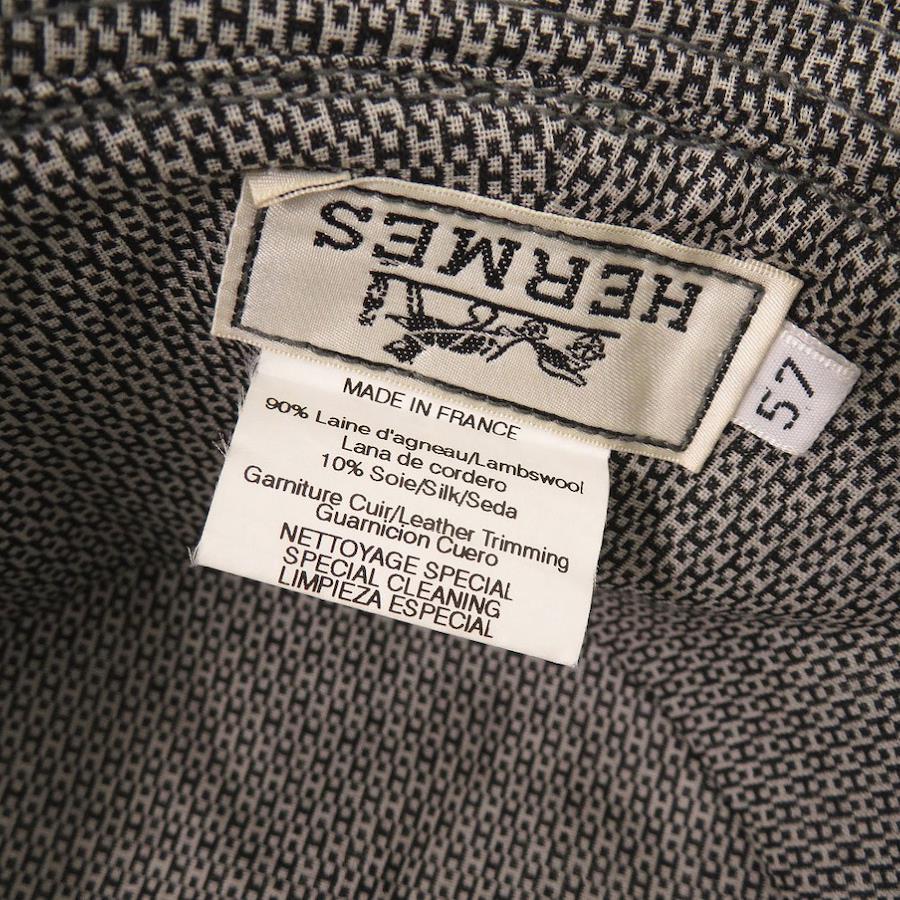 HERMES
57
MADE IN FRANCE
90% Laine d'agneau/Lambswool
Lana de cordero
10% Soie/Silk/Seda
Garniture Cuir/Leather Trimming
Guarnicion Cuero
NETTOYAGE SPECIAL
SPECIAL CLEANING
LIMPIEZA ESPECIAL